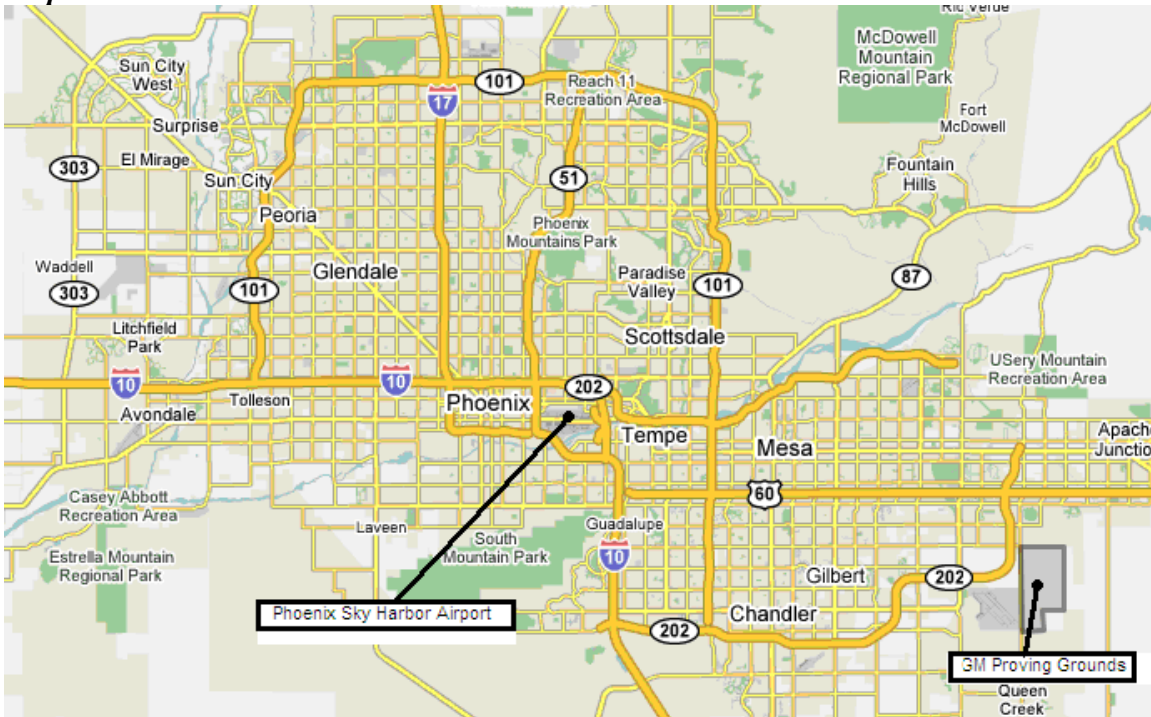 Ric Verde
McDowell
Mountain
Regional Park
Sun City
West
101
Reach 11
Recreation Area
17
Fort
McDowell
Surprise
El Mirage
303
Sun City
51
Fountain
Hills
Peoria
Phoenix
Mountains Park
Waddell
Glendale
Paradise
Valley
87
303
101
101
Litchfield
Park
Scottsdale
USery Mountain
Recreation Area
10
10
202
Avondale
Tolleson
Phoenix
Tempe
Mesa
Apache
Junction
60
Casey Abbott
Recreation Area
Laveen
Guadalupe
South
Mountain Park
10
Estrella Mountain
Regional Park
Gilbert
202
Phoenix Sky Harbor Airport
Chandler
202
GM Proving Grounds
Queen
Creek